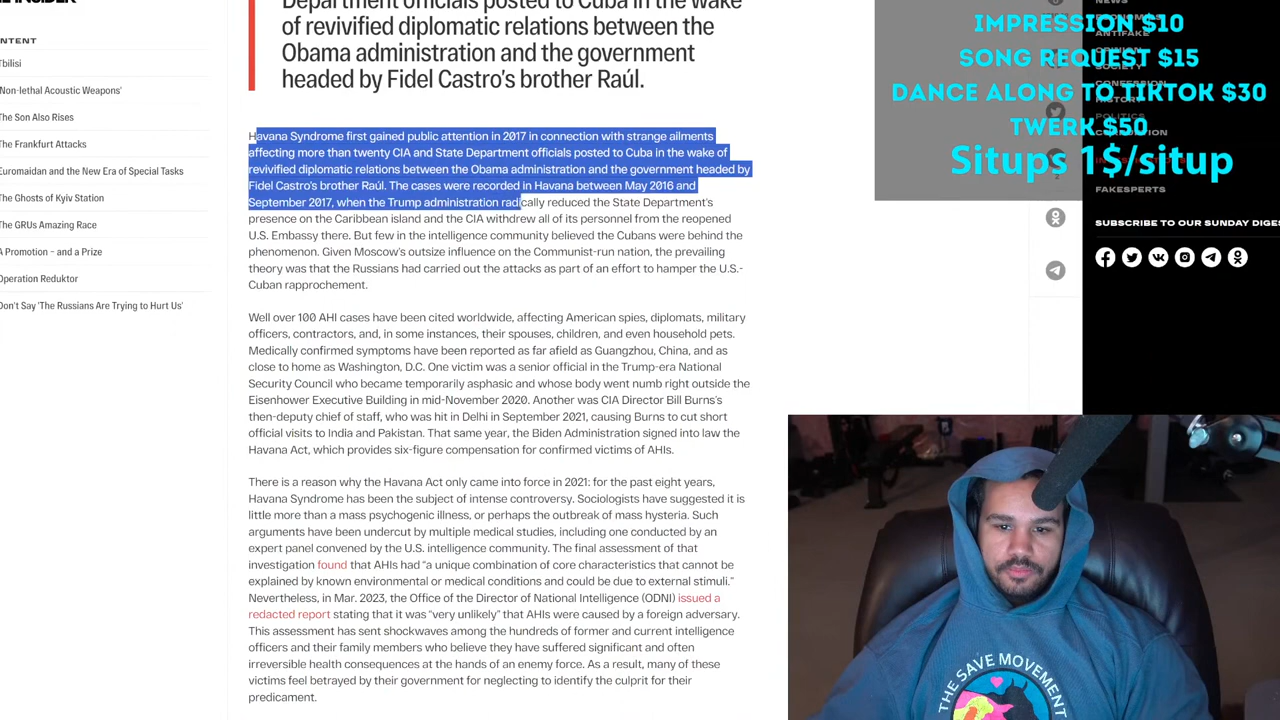 THE INSIDER
Department officials posted to Cuba in the wake
of revivified diplomatic relations between the
Obama administration and the government
headed by Fidel Castro's brother Raúl.
NTENT
Tbilisi
'Non-lethal Acoustic Weapons'
The Son Also Rises
The Frankfurt Attacks
Euromaidan and the New Era of Special Tasks
The Ghosts of Kyiv Station
The GRUs Amazing Race
A Promotion – and a Prize
Operation Reduktor
Don't Say 'The Russians Are Trying to Hurt Us'
Havana Syndrome first gained public attention in 2017 in connection with strange ailments
affecting more than twenty CIA and State Department officials posted to Cuba in the wake of
revivified diplomatic relations between the Obama administration and the government headed by
Fidel Castro's brother Raúl. The cases were recorded in Havana between May 2016 and
September 2017, when the Trump administration radically reduced the State Department's
presence on the Caribbean island and the CIA withdrew all of its personnel from the reopened
U.S. Embassy there. But few in the intelligence community believed the Cubans were behind the
phenomenon. Given Moscow's outsize influence on the Communist-run nation, the prevailing
theory was that the Russians had carried out the attacks as part of an effort to hamper the U.S.-
Cuban rapprochement.
Well over 100 AHI cases have been cited worldwide, affecting American spies, diplomats, military
officers, contractors, and, in some instances, their spouses, children, and even household pets.
Medically confirmed symptoms have been reported as far afield as Guangzhou, China, and as
close to home as Washington, D.C. One victim was a senior official in the Trump-era National
Security Council who became temporarily asphasic and whose body went numb right outside the
Eisenhower Executive Building in mid-November 2020. Another was CIA Director Bill Burns's
then-deputy chief of staff, who was hit in Delhi in September 2021, causing Burns to cut short
official visits to India and Pakistan. That same year, the Biden Administration signed into law the
Havana Act, which provides six-figure compensation for confirmed victims of AHIs.
There is a reason why the Havana Act only came into force in 2021: for the past eight years,
Havana Syndrome has been the subject of intense controversy. Sociologists have suggested it is
little more than a mass psychogenic illness, or perhaps the outbreak of mass hysteria. Such
arguments have been undercut by multiple medical studies, including one conducted by an
expert panel convened by the U.S. intelligence community. The final assessment of that
investigation found that AHIs had "a unique combination of core characteristics that cannot be
explained by known environmental or medical conditions and could be due to external stimuli."
Nevertheless, in Mar. 2023, the Office of the Director of National Intelligence (ODNI) issued a
redacted report stating that it was "very unlikely" that AHIs were caused by a foreign adversary.
This assessment has sent shockwaves among the hundreds of former and current intelligence
officers and their family members who believe they have suffered significant and often
irreversible health consequences at the hands of an enemy force. As a result, many of these
victims feel betrayed by their government for neglecting to identify the culprit for their
predicament.
IMPRESSION $10
SONG REQUEST $15
DANCE ALONG TO TIKTOK $30
TWERK $50
Situps 1$/situp
NEWS
ANTIFAKE
OPINION
SOCIETY
CONFESSION
HISTORY
FAKESPERTS
SUBSCRIBE TO OUR SUNDAY DIGEST
THE SAVE MOVEMENT